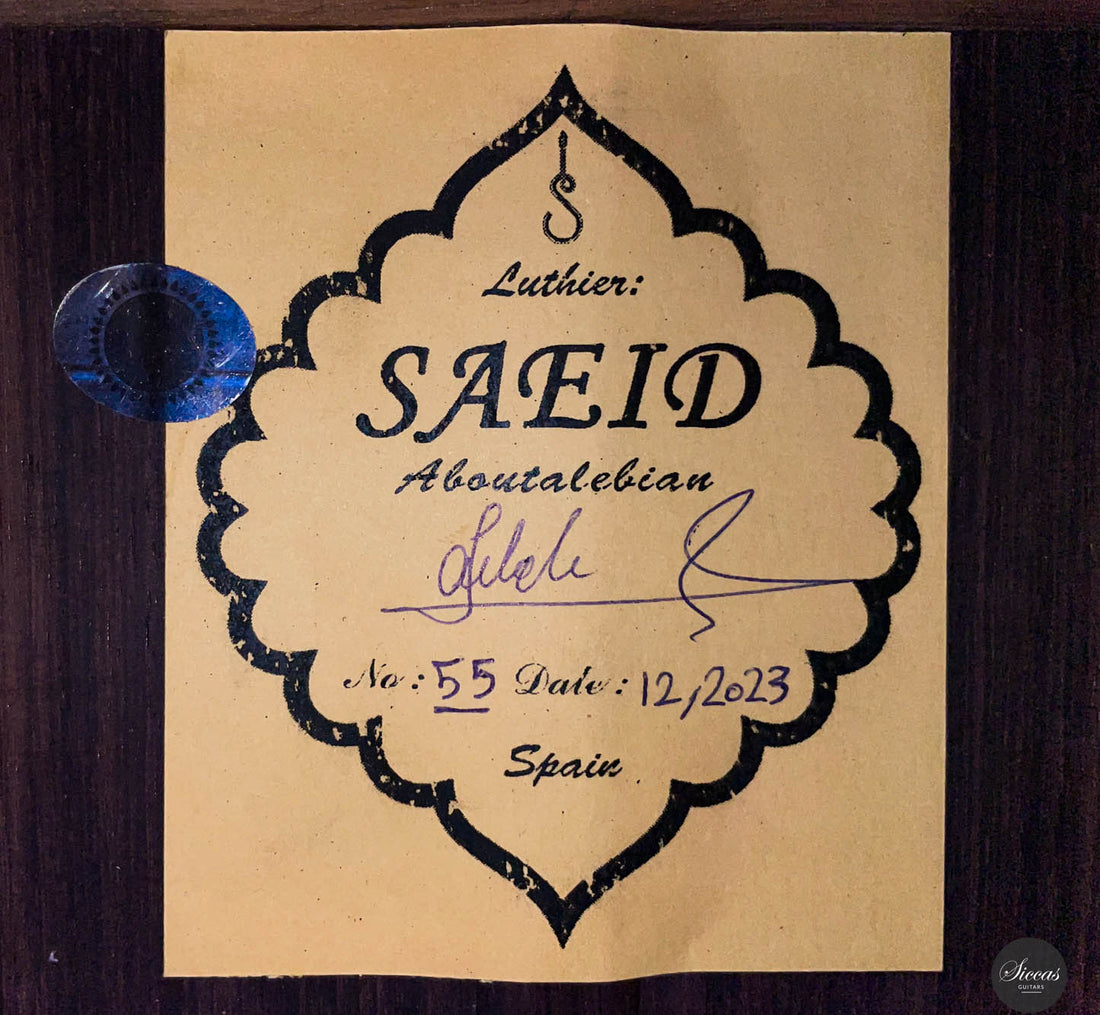 Luthier:
SAEID
Aboutalebian
No: 55 Date: 12,2023
Spain
Siccas
GUITARS